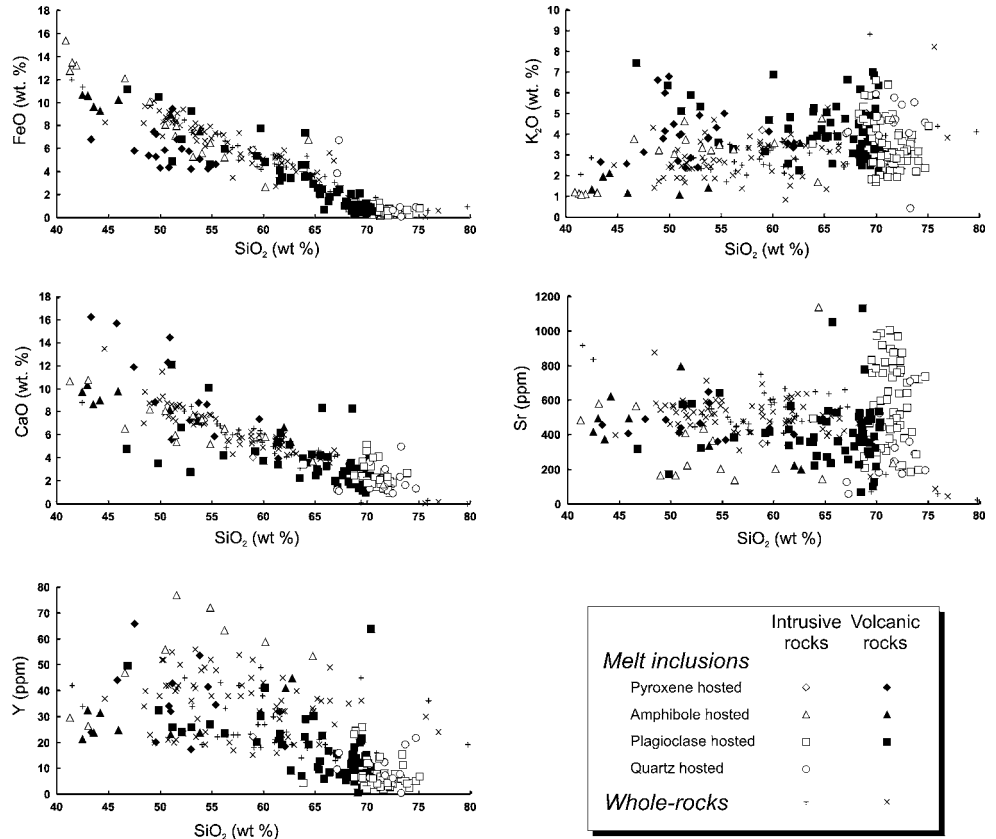 FeO (wt. %)
18
16
14
12
10
8
6
4
2
0
40 45 50 55 60 65 70 75 80
SiO₂ (wt %)
K₂O (wt. %)
10
9
8
7
6
5
4
3
2
1
0
40 45 50 55 60 65 70 75 80
SiO₂ (wt %)
CaO (wt. %)
18
16
14
12
10
8
6
4
2
0
40 45 50 55 60 65 70 75 80
SiO₂ (wt %)
Sr (ppm)
1200
1000
800
600
400
200
0
40 45 50 55 60 65 70 75 80
SiO₂ (wt %)
Y (ppm)
80
70
60
50
40
30
20
10
0
40 45 50 55 60 65 70 75 80
SiO₂ (wt %)
Intrusive Volcanic
rocks rocks
Melt inclusions
Pyroxene hosted
Amphibole hosted
Plagioclase hosted
Quartz hosted
Whole-rocks